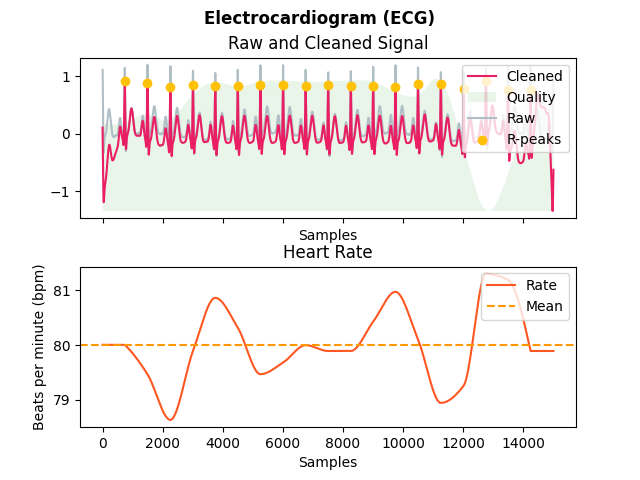 Electrocardiogram (ECG)
Raw and Cleaned Signal
1
0
−1
Cleaned
Quality
Raw
R-peaks
Samples
Heart Rate
Beats per minute (bpm)
81
80
79
Rate
Mean
0 2000 4000 6000 8000 10000 12000 14000
Samples